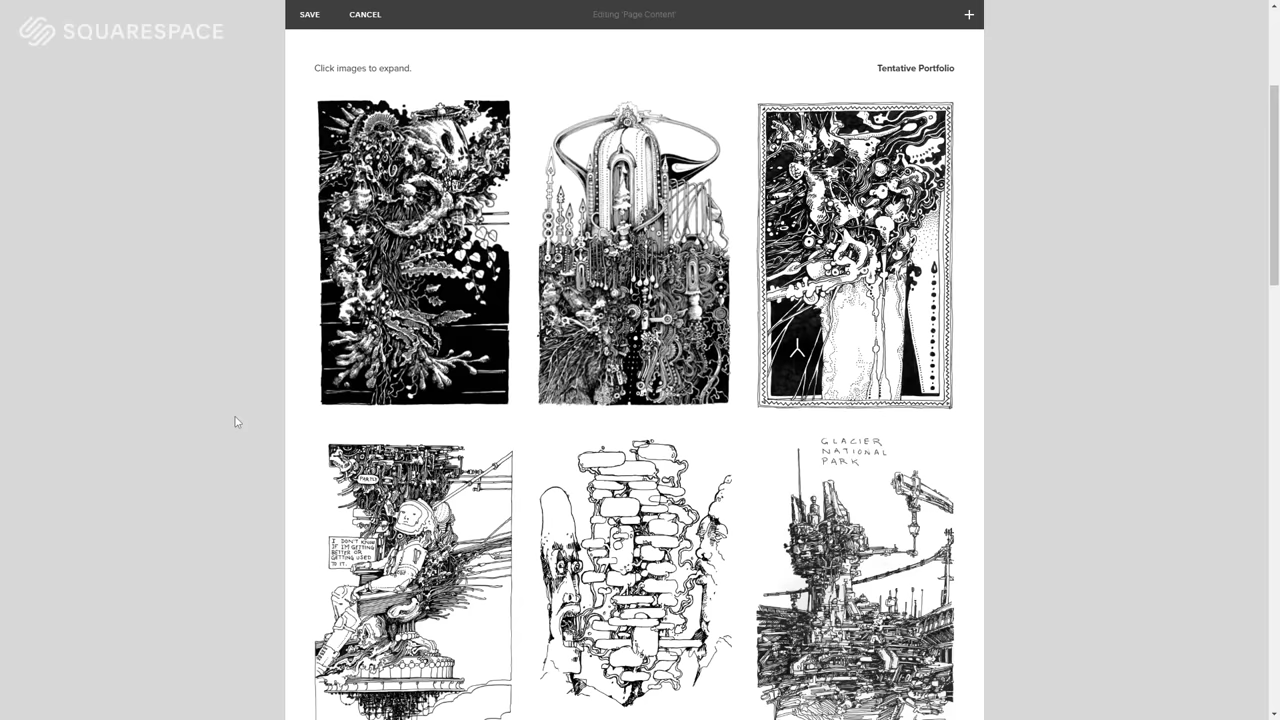 SAVE CANCEL Editing 'Page Content' +
SQUARESPACE
Click images to expand. Tentative Portfolio
GLACIER
NATIONAL
PARK
PARTLY
I DON'T KNOW
IF I'M GETTING
BETTER OR
GETTING USED
TO IT.